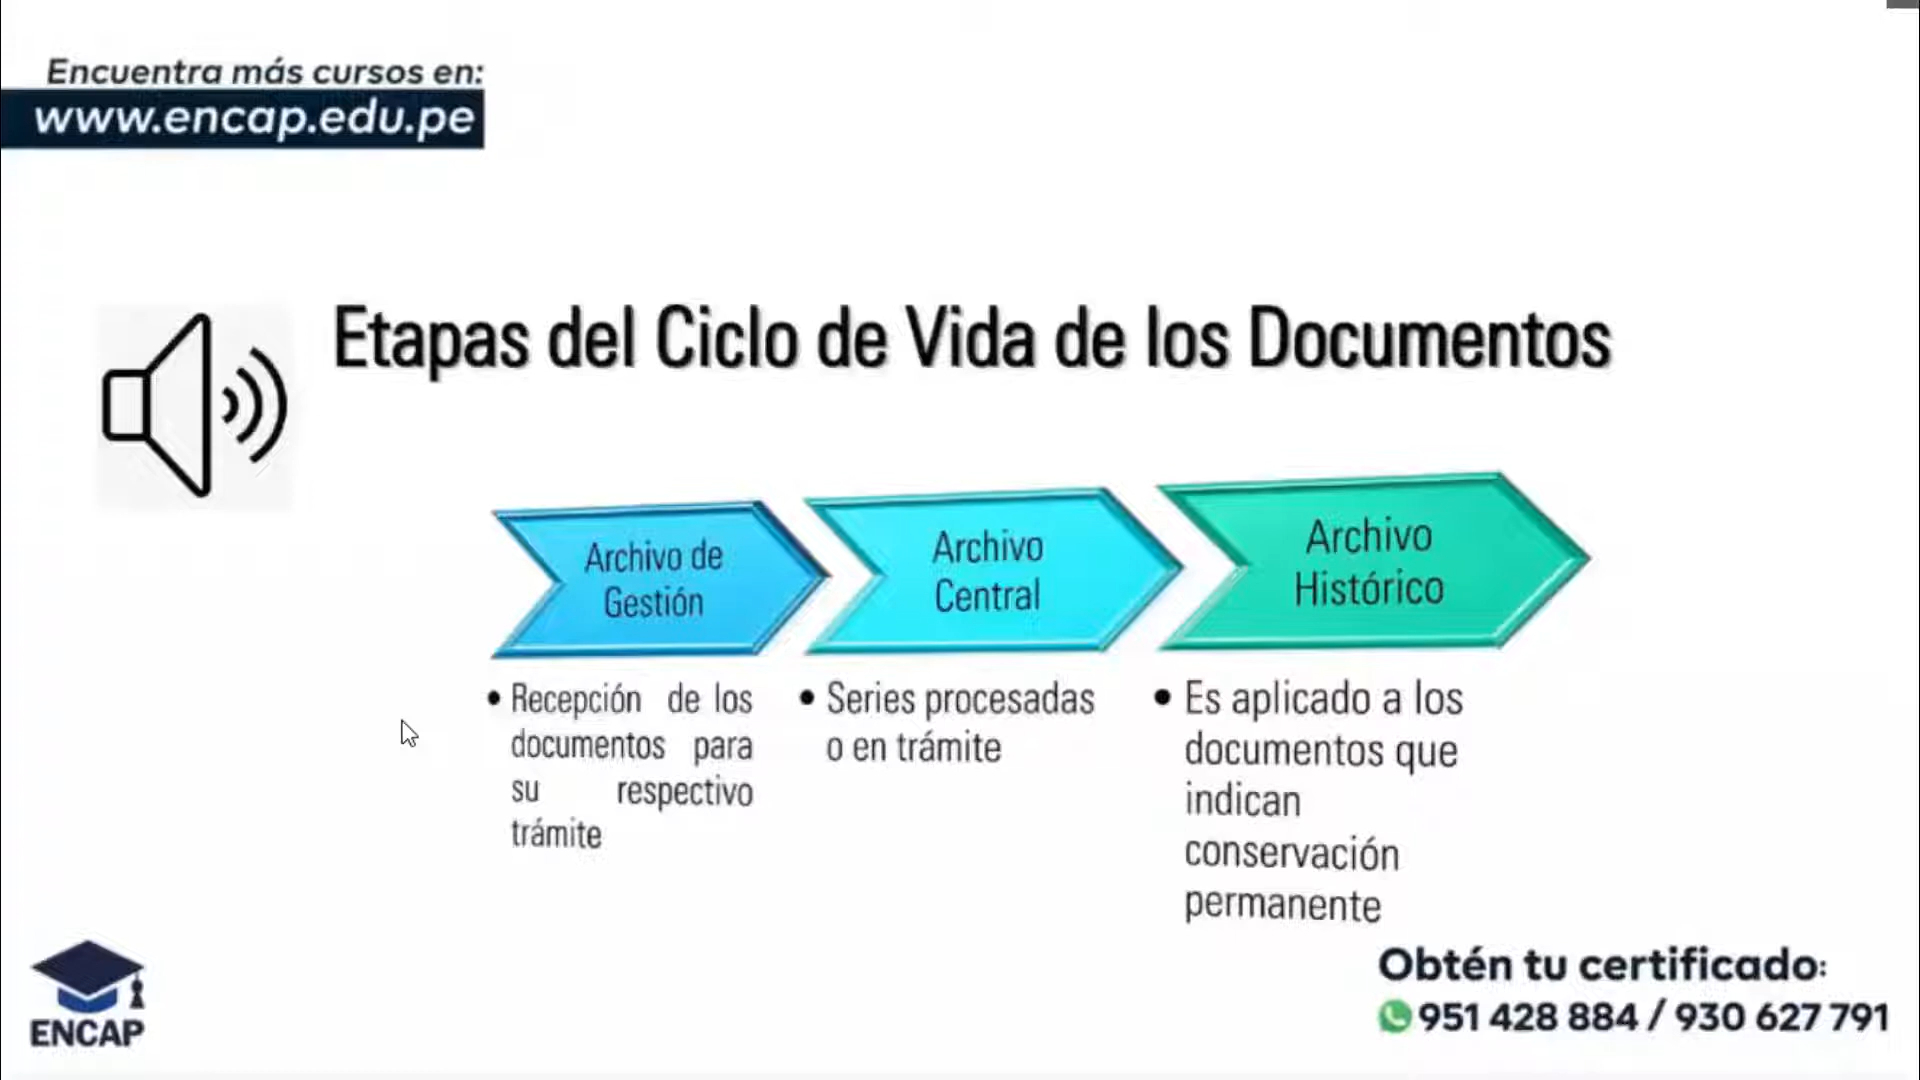 Encuentra más cursos en:
www.encap.edu.pe
Etapas del Ciclo de Vida de los Documentos
Archivo de
Gestión
• Recepción de los
documentos para
su respectivo
trámite
Archivo
Central
• Series procesadas
o en trámite
Archivo
Histórico
• Es aplicado a los
documentos que
indican
conservación
permanente
ENCAP
Obtén tu certificado:
951 428 884 / 930 627 791